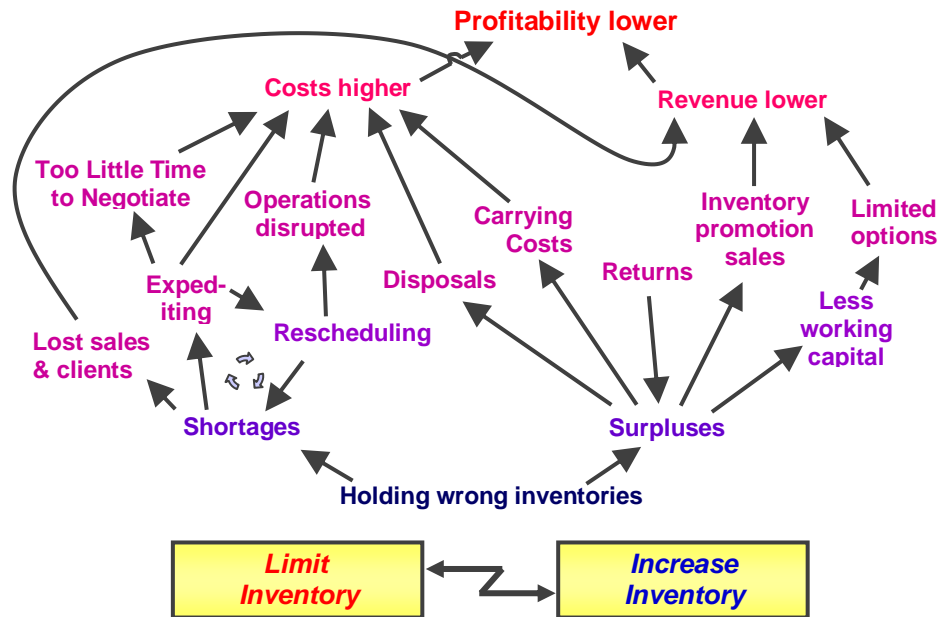 Profitability lower
Costs higher
Revenue lower
Too Little Time
to Negotiate
Operations
disrupted
Carrying
Costs
Inventory
promotion
sales
Limited
options
Disposals
Returns
Exped-
iting
Rescheduling
Less
working
capital
Lost sales
& clients
Shortages
Surpluses
Holding wrong inventories
Limit
Inventory
Increase
Inventory